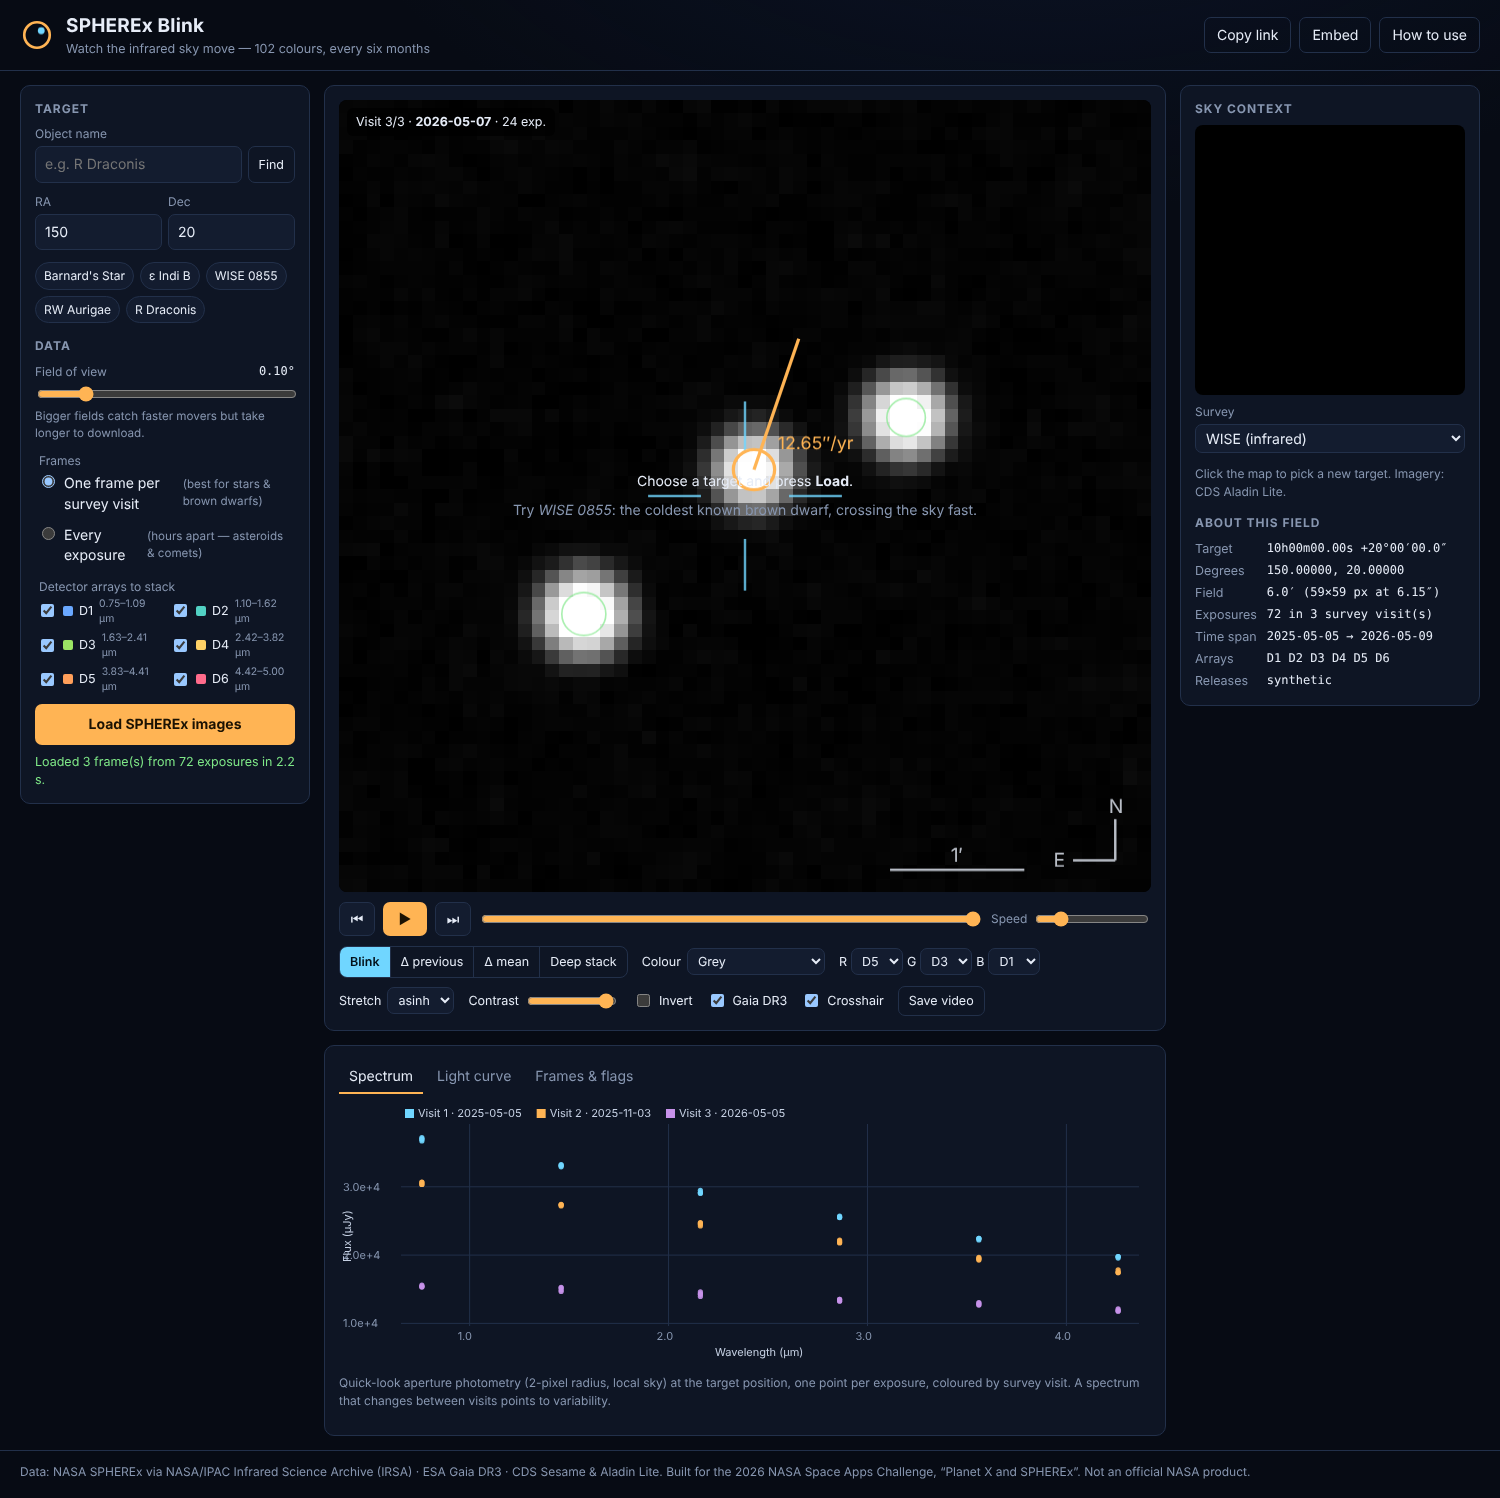 SPHEREx Blink
Watch the infrared sky move — 102 colours, every six months
Copy link
Embed
How to use
TARGET
Object name
e.g. R Draconis
Find
RA
Dec
150
20
Barnard's Star
ε Indi B
WISE 0855
RW Aurigae
R Draconis
DATA
Field of view
0.10°
Bigger fields catch faster movers but take
longer to download.
Frames
One frame per
survey visit
(best for stars &
brown dwarfs)
Every
exposure
(hours apart — asteroids
& comets)
Detector arrays to stack
D1 0.75–1.09 µm
D2 1.10–1.62 µm
D3 1.63–2.41 µm
D4 2.42–3.82 µm
D5 3.83–4.41 µm
D6 4.42–5.00 µm
Load SPHEREx images
Loaded 3 frame(s) from 72 exposures in 2.2
s.
Visit 3/3 · 2026-05-07 · 24 exp.
12.65″/yr
Choose a target and press Load.
Try WISE 0855: the coldest known brown dwarf, crossing the sky fast.
N
1′
E
Speed
Blink
Δ previous
Δ mean
Deep stack
Colour
Grey
R
D5
G
D3
B
D1
Stretch
asinh
Contrast
Invert
Gaia DR3
Crosshair
Save video
Spectrum
Light curve
Frames & flags
Visit 1 · 2025-05-05
Visit 2 · 2025-11-03
Visit 3 · 2026-05-05
3.0e+4
Flux (µJy)
.0e+4
1.0e+4
1.0
2.0
3.0
4.0
Wavelength (µm)
Quick-look aperture photometry (2-pixel radius, local sky) at the target position, one point per exposure, coloured by survey visit. A spectrum
that changes between visits points to variability.
SKY CONTEXT
Survey
WISE (infrared)
Click the map to pick a new target. Imagery:
CDS Aladin Lite.
ABOUT THIS FIELD
Target 10h00m00.00s +20°00′00.0″
Degrees 150.00000, 20.00000
Field 6.0′ (59×59 px at 6.15″)
Exposures 72 in 3 survey visit(s)
Time span 2025-05-05 → 2026-05-09
Arrays D1 D2 D3 D4 D5 D6
Releases synthetic
Data: NASA SPHEREx via NASA/IPAC Infrared Science Archive (IRSA) · ESA Gaia DR3 · CDS Sesame & Aladin Lite. Built for the 2026 NASA Space Apps Challenge, “Planet X and SPHEREx”. Not an official NASA product.